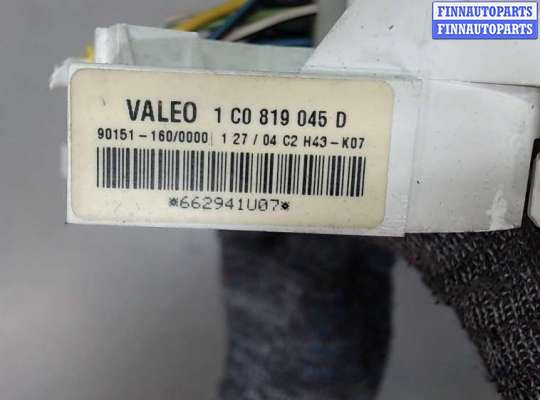 FINNAUTOPARTS
FINNAUTOPARTS
VALEO 1 C0 819 045 D
90151-160/0000| 1 27 / 04 C2 H43-K07
*662941U07*